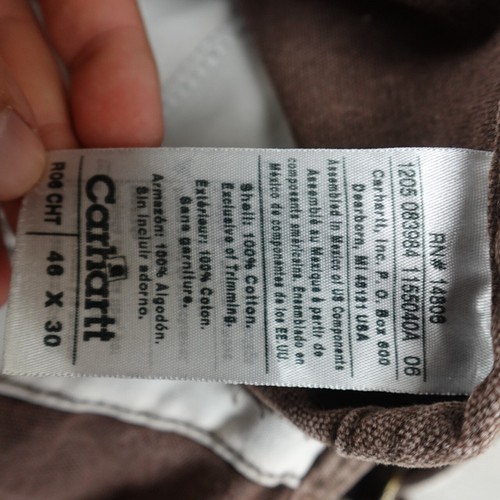 RN# 14806
1205 083984 1155040A 06
Carhartt, Inc. P.O. Box 600
Dearborn, MI 48121 USA
Assembled in Mexico of US Components
Assemblé au Mexique à partir de
composants américains. Ensamblado en
México de componentes de los EE.UU.
Shell: 100% Cotton.
Exclusive of Trimming.
Extérieur: 100% Coton.
Sans garniture.
Armazón: 100% Algodón.
Sin incluir adorno.
Carhartt
R06 CHT 46 X 30